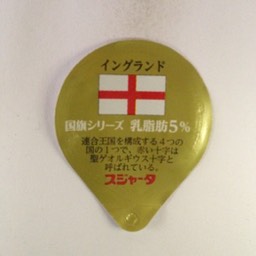 イングランド
国旗シリーズ 乳脂肪5%
連合王国を構成する4つの
国の1つで、赤い十字は
聖ゲオルギウス十字と
呼ばれている。
スジャータ